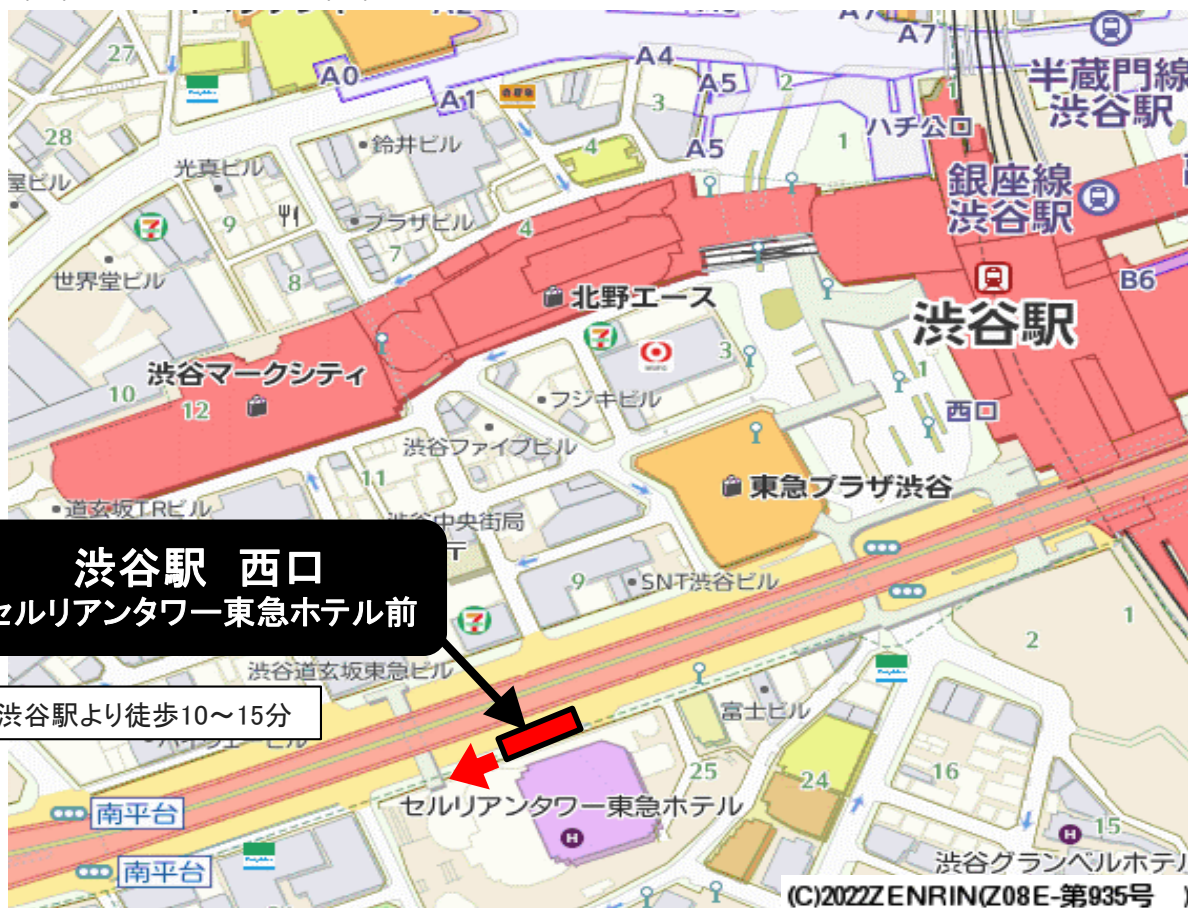 27
A0
A1
A4
A5
2
A7
A7
1
半蔵門線
渋谷駅
28
光真ビル
鈴井ビル
3
4
A5
1
ハチ公口
屋ビル
9
プラザビル
7
4
銀座線
渋谷駅
世界堂ビル
8
北野エース
渋谷駅
B6
渋谷マークシティ
10
12
3
MUFG
1
フジキビル
西口
渋谷ファイブビル
11
道玄坂TRビル
東急プラザ渋谷
渋谷中央街局
渋谷駅 西口
セルリアンタワー東急ホテル前
9
SNT渋谷ビル
1
2
渋谷道玄坂東急ビル
渋谷駅より徒歩10～15分
富士ビル
25
24
16
セルリアンタワー東急ホテル
H
南平台
南平台
H
15
渋谷グランベルホテル
(C)2022ZENRIN(Z08E-第935号 )